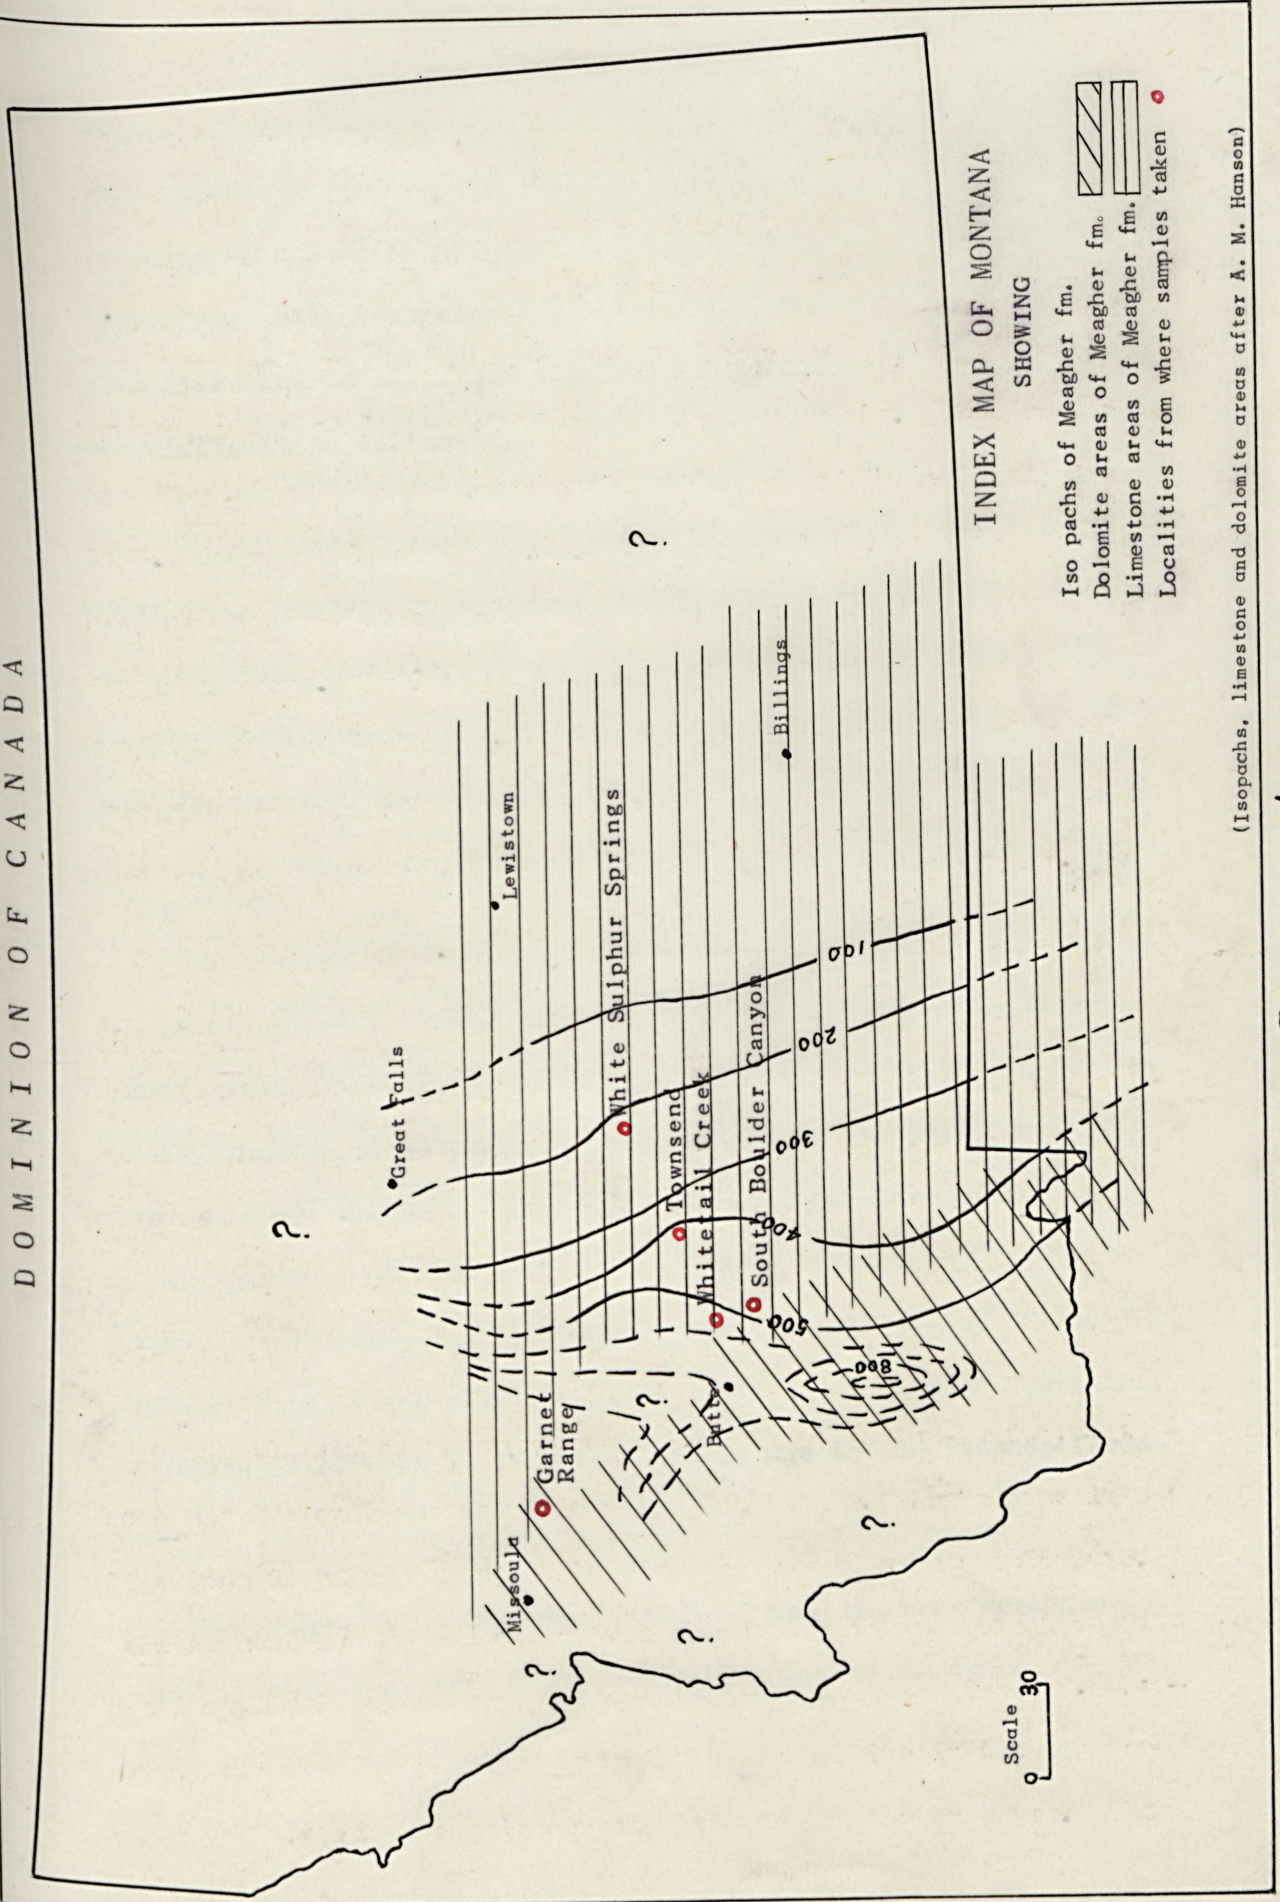 DOMINION OF CANADA
?
Great Falls
Lewistown
?
Missoula
Garnet
Range
White Sulphur Springs
Townsend
Whitetail Creek
South Boulder Canyon
Billings
Butte
?
?
?
?
100
200
300
400
500
800
INDEX MAP OF MONTANA
SHOWING
Iso pachs of Meagher fm.
Dolomite areas of Meagher fm.
Limestone areas of Meagher fm.
Localities from where samples taken
Scale
0 30
(Isopachs, limestone and dolomite areas after A. M. Hanson)